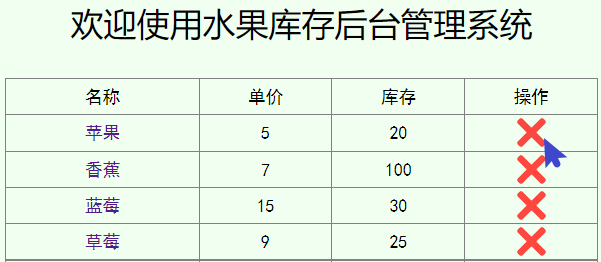 欢迎使用水果库存后台管理系统
名称 单价 库存 操作
苹果 5 20
香蕉 7 100
蓝莓 15 30
草莓 9 25